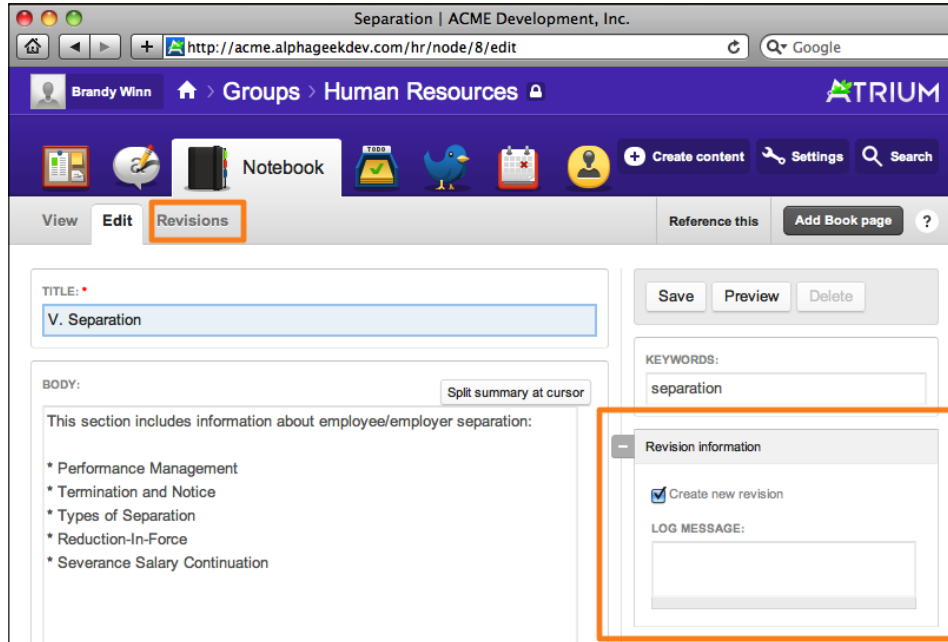 Separation | ACME Development, Inc.
http://acme.alphageekdev.com/hr/node/8/edit
Google
Brandy Winn
Groups › Human Resources
ATRIUM
Notebook
TODO
Create content
Settings
Search
View
Edit
Revisions
Reference this
Add Book page
?
TITLE: *
V. Separation
Save
Preview
Delete
KEYWORDS:
separation
BODY:
Split summary at cursor
This section includes information about employee/employer separation:
* Performance Management
* Termination and Notice
* Types of Separation
* Reduction-In-Force
* Severance Salary Continuation
Revision information
Create new revision
LOG MESSAGE: